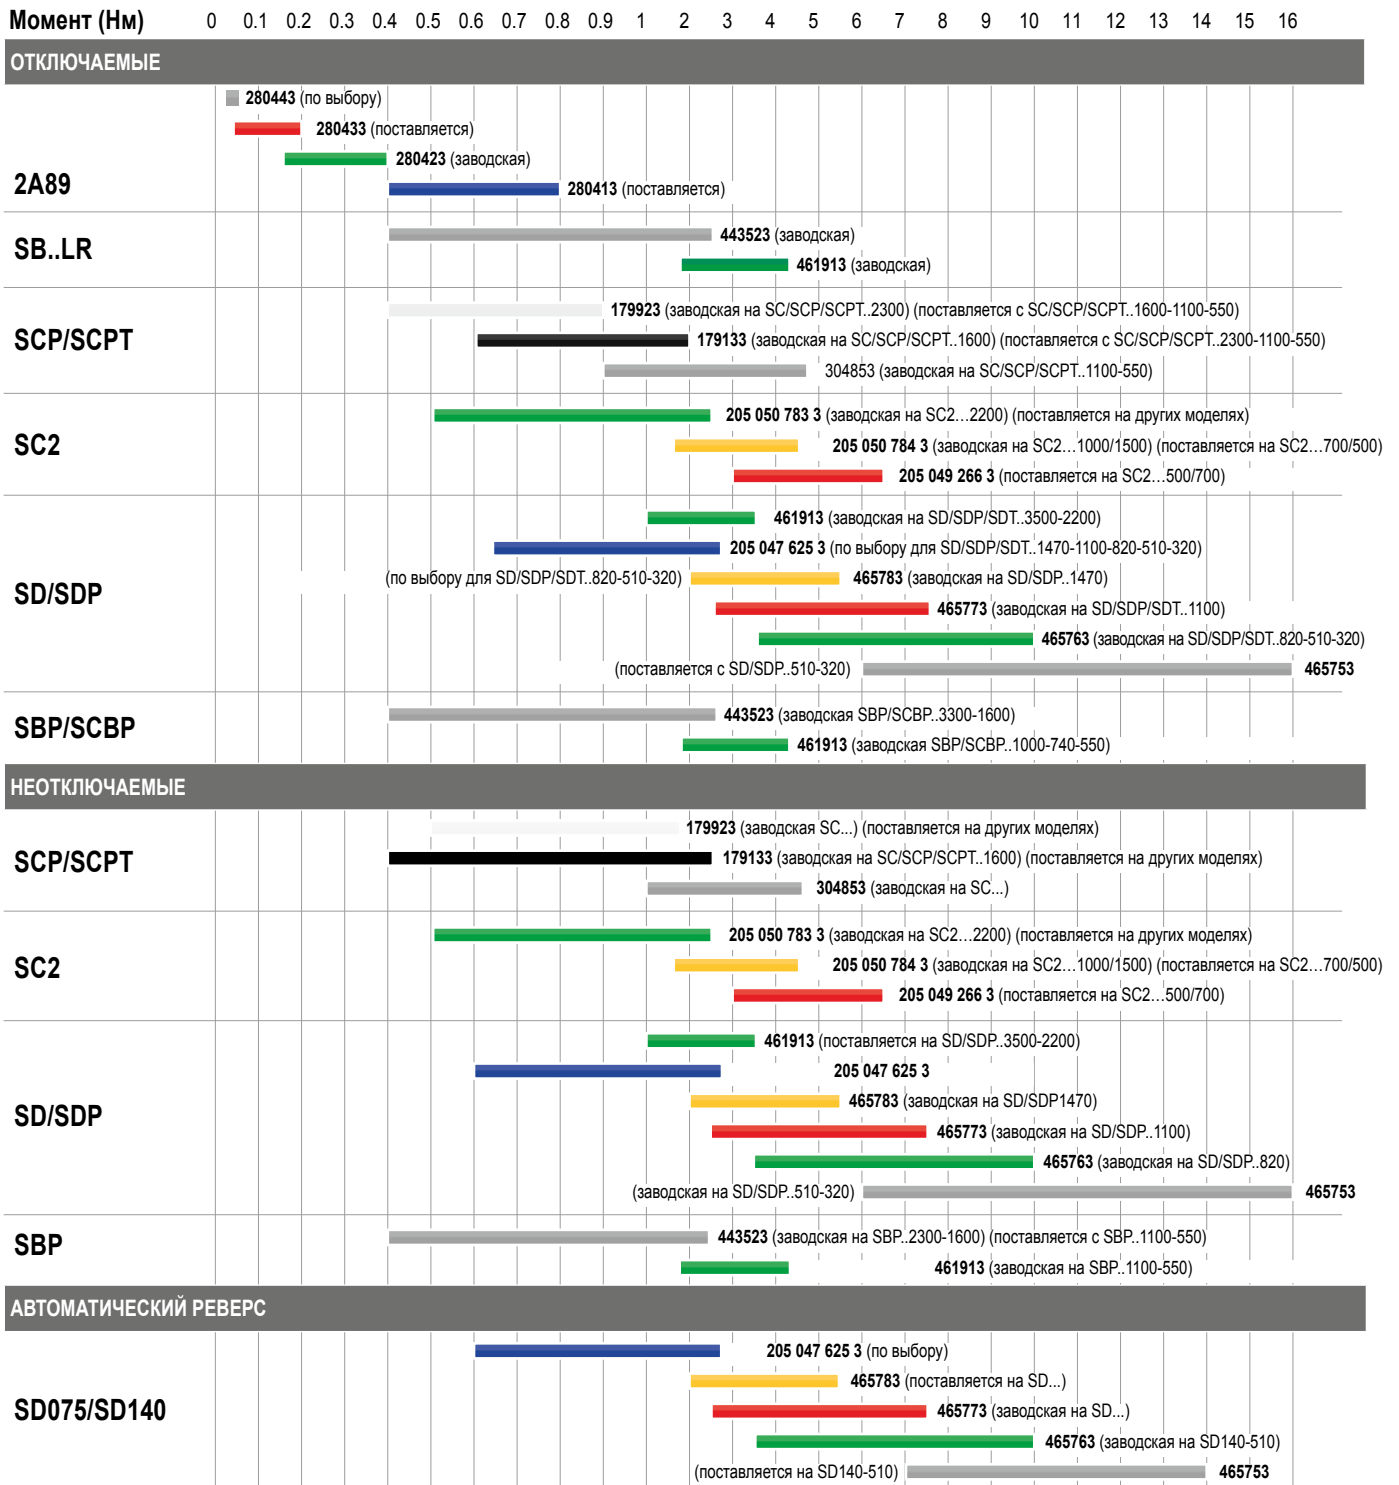 Момент (Нм) 0 0.1 0.2 0.3 0.4 0.5 0.6 0.7 0.8 0.9 1 2 3 4 5 6 7 8 9 10 11 12 13 14 15 16
ОТКЛЮЧАЕМЫЕ
2A89
280443 (по выбору)
280433 (поставляется)
280423 (заводская)
280413 (поставляется)
SB..LR
443523 (заводская)
461913 (заводская)
SCP/SCPT
179923 (заводская на SC/SCP/SCPT..2300) (поставляется с SC/SCP/SCPT..1600-1100-550)
179133 (заводская на SC/SCP/SCPT..1600) (поставляется с SC/SCP/SCPT..2300-1100-550)
304853 (заводская на SC/SCP/SCPT..1100-550)
SC2
205 050 783 3 (заводская на SC2…2200) (поставляется на других моделях)
205 050 784 3 (заводская на SC2…1000/1500) (поставляется на SC2…700/500)
205 049 266 3 (поставляется на SC2…500/700)
SD/SDP
461913 (заводская на SD/SDP/SDT..3500-2200)
205 047 625 3 (по выбору для SD/SDP/SDT..1470-1100-820-510-320)
(по выбору для SD/SDP/SDT..820-510-320) 465783 (заводская на SD/SDP..1470)
465773 (заводская на SD/SDP/SDT..1100)
465763 (заводская на SD/SDP/SDT..820-510-320)
(поставляется с SD/SDP..510-320) 465753
SBP/SCBP
443523 (заводская SBP/SCBP..3300-1600)
461913 (заводская SBP/SCBP..1000-740-550)
НЕОТКЛЮЧАЕМЫЕ
SCP/SCPT
179923 (заводская SC...) (поставляется на других моделях)
179133 (заводская на SC/SCP/SCPT..1600) (поставляется на других моделях)
304853 (заводская на SC...)
SC2
205 050 783 3 (заводская на SC2…2200) (поставляется на других моделях)
205 050 784 3 (заводская на SC2…1000/1500) (поставляется на SC2…700/500)
205 049 266 3 (поставляется на SC2…500/700)
SD/SDP
461913 (поставляется на SD/SDP..3500-2200)
205 047 625 3
465783 (заводская на SD/SDP1470)
465773 (заводская на SD/SDP..1100)
465763 (заводская на SD/SDP..820)
(заводская на SD/SDP..510-320) 465753
SBP
443523 (заводская на SBP..2300-1600) (поставляется с SBP..1100-550)
461913 (заводская на SBP..1100-550)
АВТОМАТИЧЕСКИЙ РЕВЕРС
SD075/SD140
205 047 625 3 (по выбору)
465783 (поставляется на SD...)
465773 (заводская на SD...)
465763 (заводская на SD140-510)
(поставляется на SD140-510) 465753